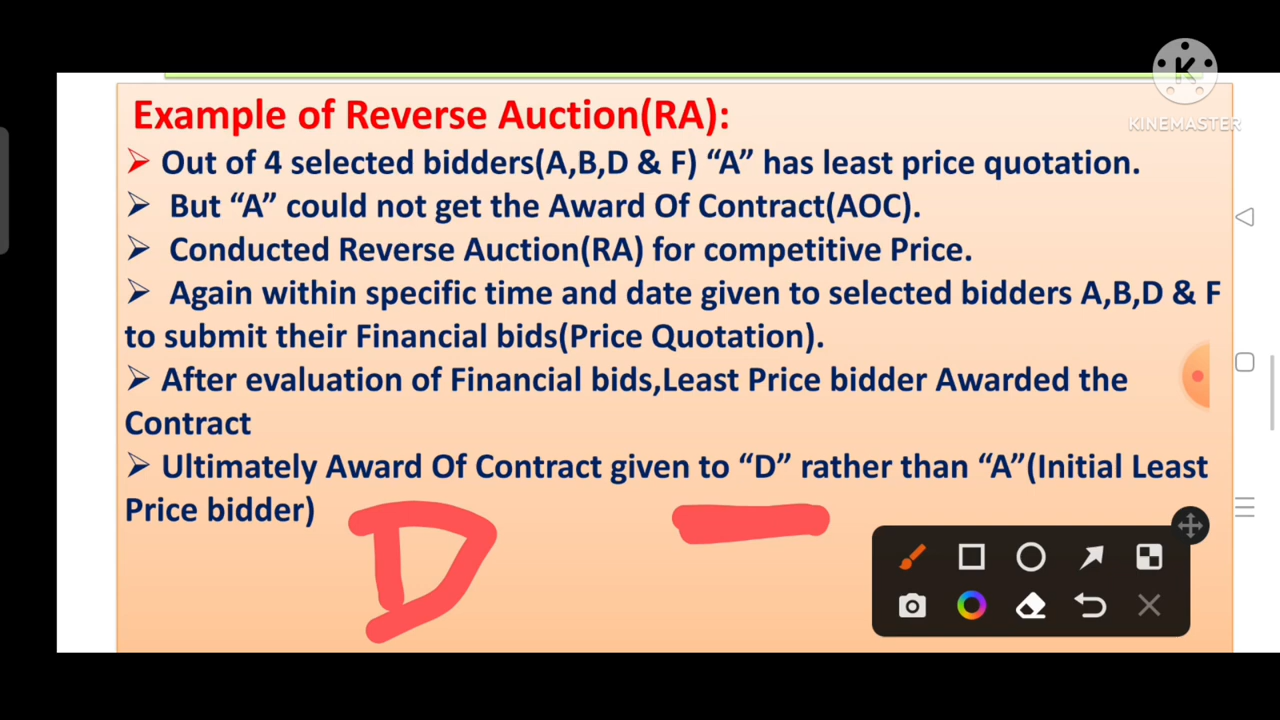 K
KINEMASTER
Example of Reverse Auction(RA):
➢ Out of 4 selected bidders(A,B,D & F) “A” has least price quotation.
➢ But “A” could not get the Award Of Contract(AOC).
➢ Conducted Reverse Auction(RA) for competitive Price.
➢ Again within specific time and date given to selected bidders A,B,D & F
to submit their Financial bids(Price Quotation).
➢ After evaluation of Financial bids,Least Price bidder Awarded the
Contract
➢ Ultimately Award Of Contract given to “D” rather than “A”(Initial Least
Price bidder)
D